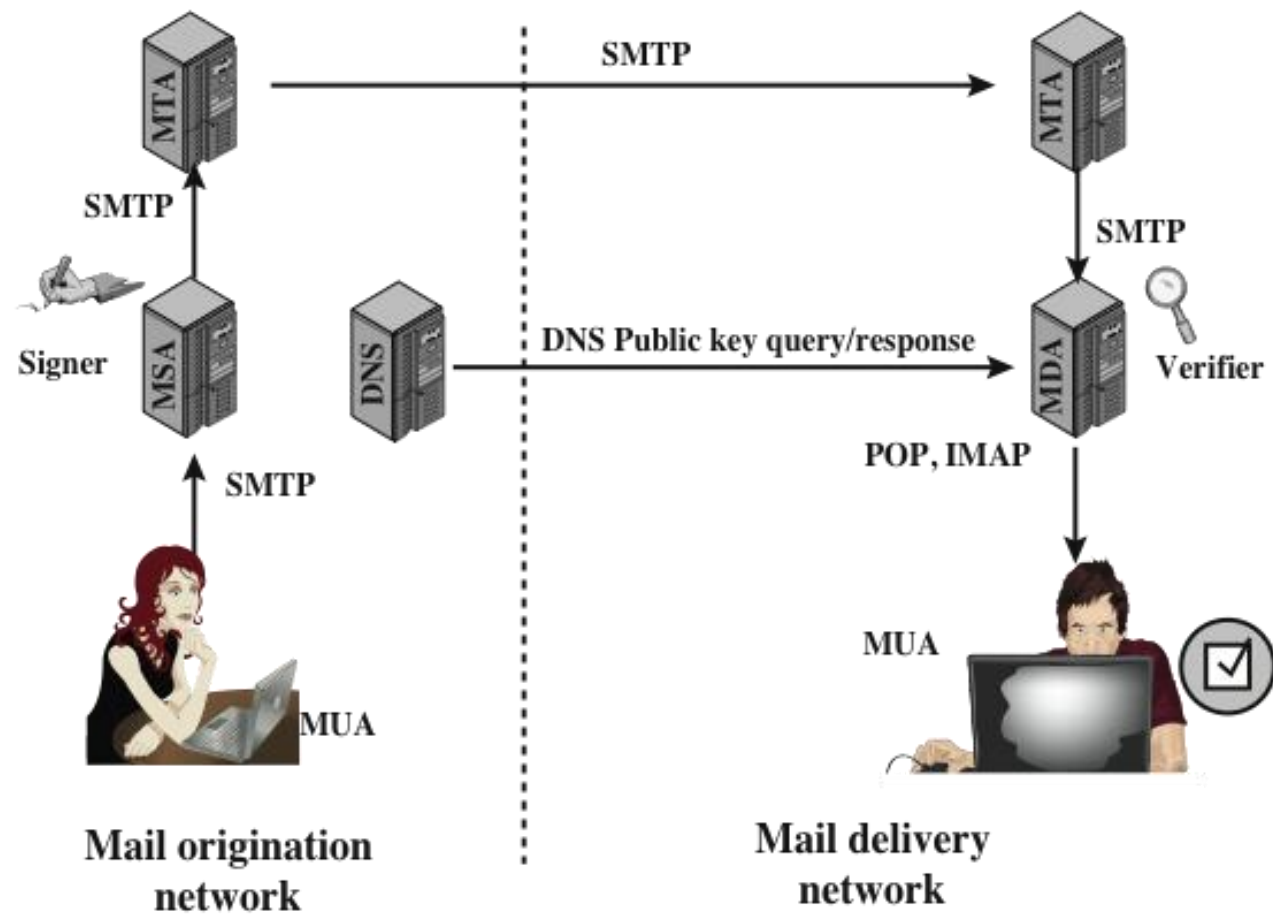 MTA
SMTP
MTA
SMTP
SMTP
Signer
MSA
DNS
DNS Public key query/response
MDA
Verifier
SMTP
POP, IMAP
MUA
MUA
Mail origination
network
Mail delivery
network